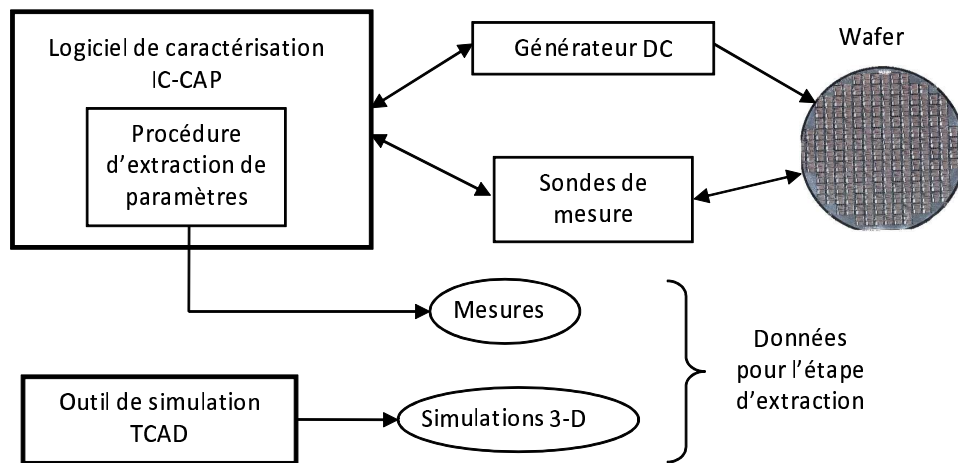 Logiciel de caractérisation
IC-CAP
Procédure
d'extraction de
paramètres
Générateur DC
Sondes de
mesure
Wafer
Mesures
Outil de simulation
TCAD
Simulations 3-D
Données
pour l'étape
d'extraction